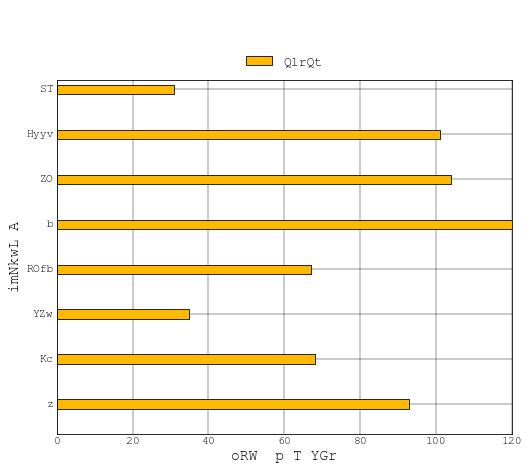 QlrQt
ST
Hyyv
ZO
b
ROfb
YZw
Kc
z
imNkwL A
0 20 40 60 80 100 120
oRW  p T YGr